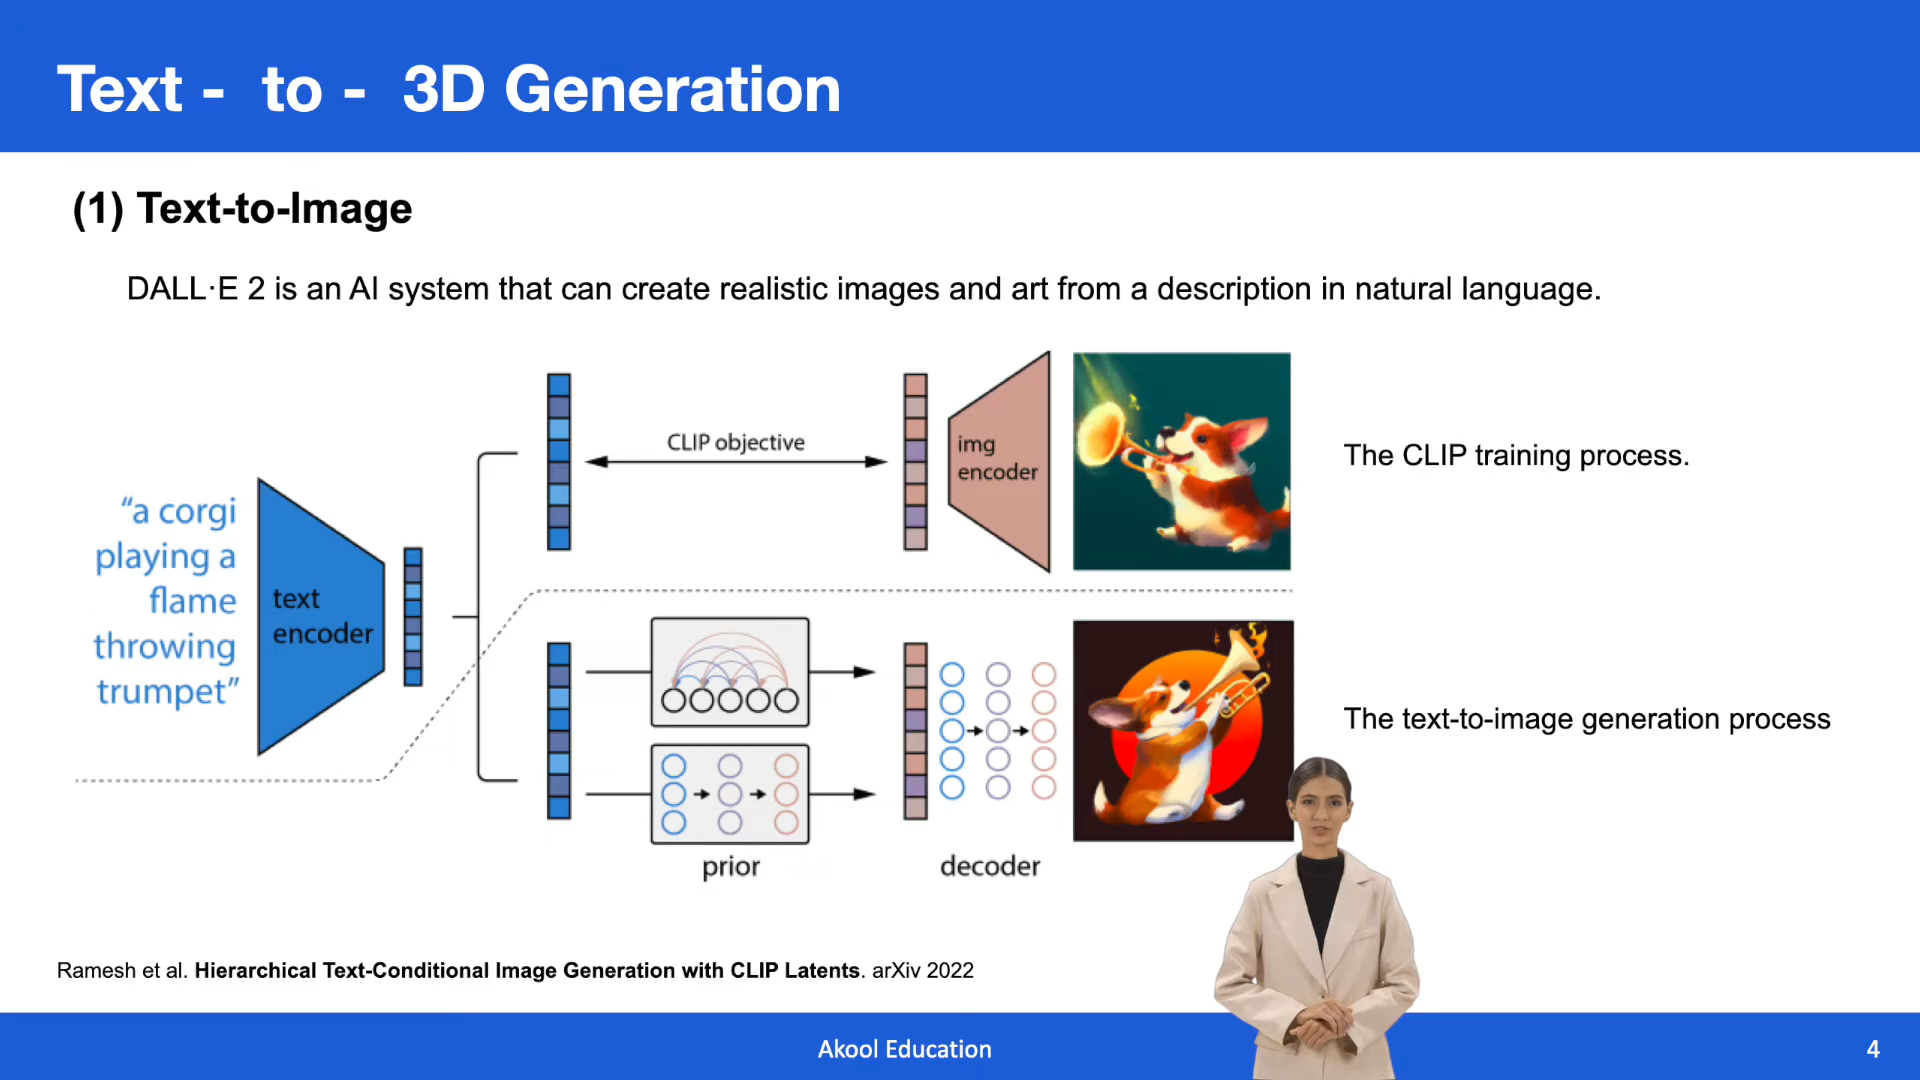 Text -  to -  3D Generation
(1) Text-to-Image
DALL·E 2 is an AI system that can create realistic images and art from a description in natural language.
“a corgi
playing a
flame
throwing
trumpet”
text
encoder
CLIP objective
img
encoder
The CLIP training process.
prior
decoder
The text-to-image generation process
Ramesh et al. Hierarchical Text-Conditional Image Generation with CLIP Latents. arXiv 2022
Akool Education
4